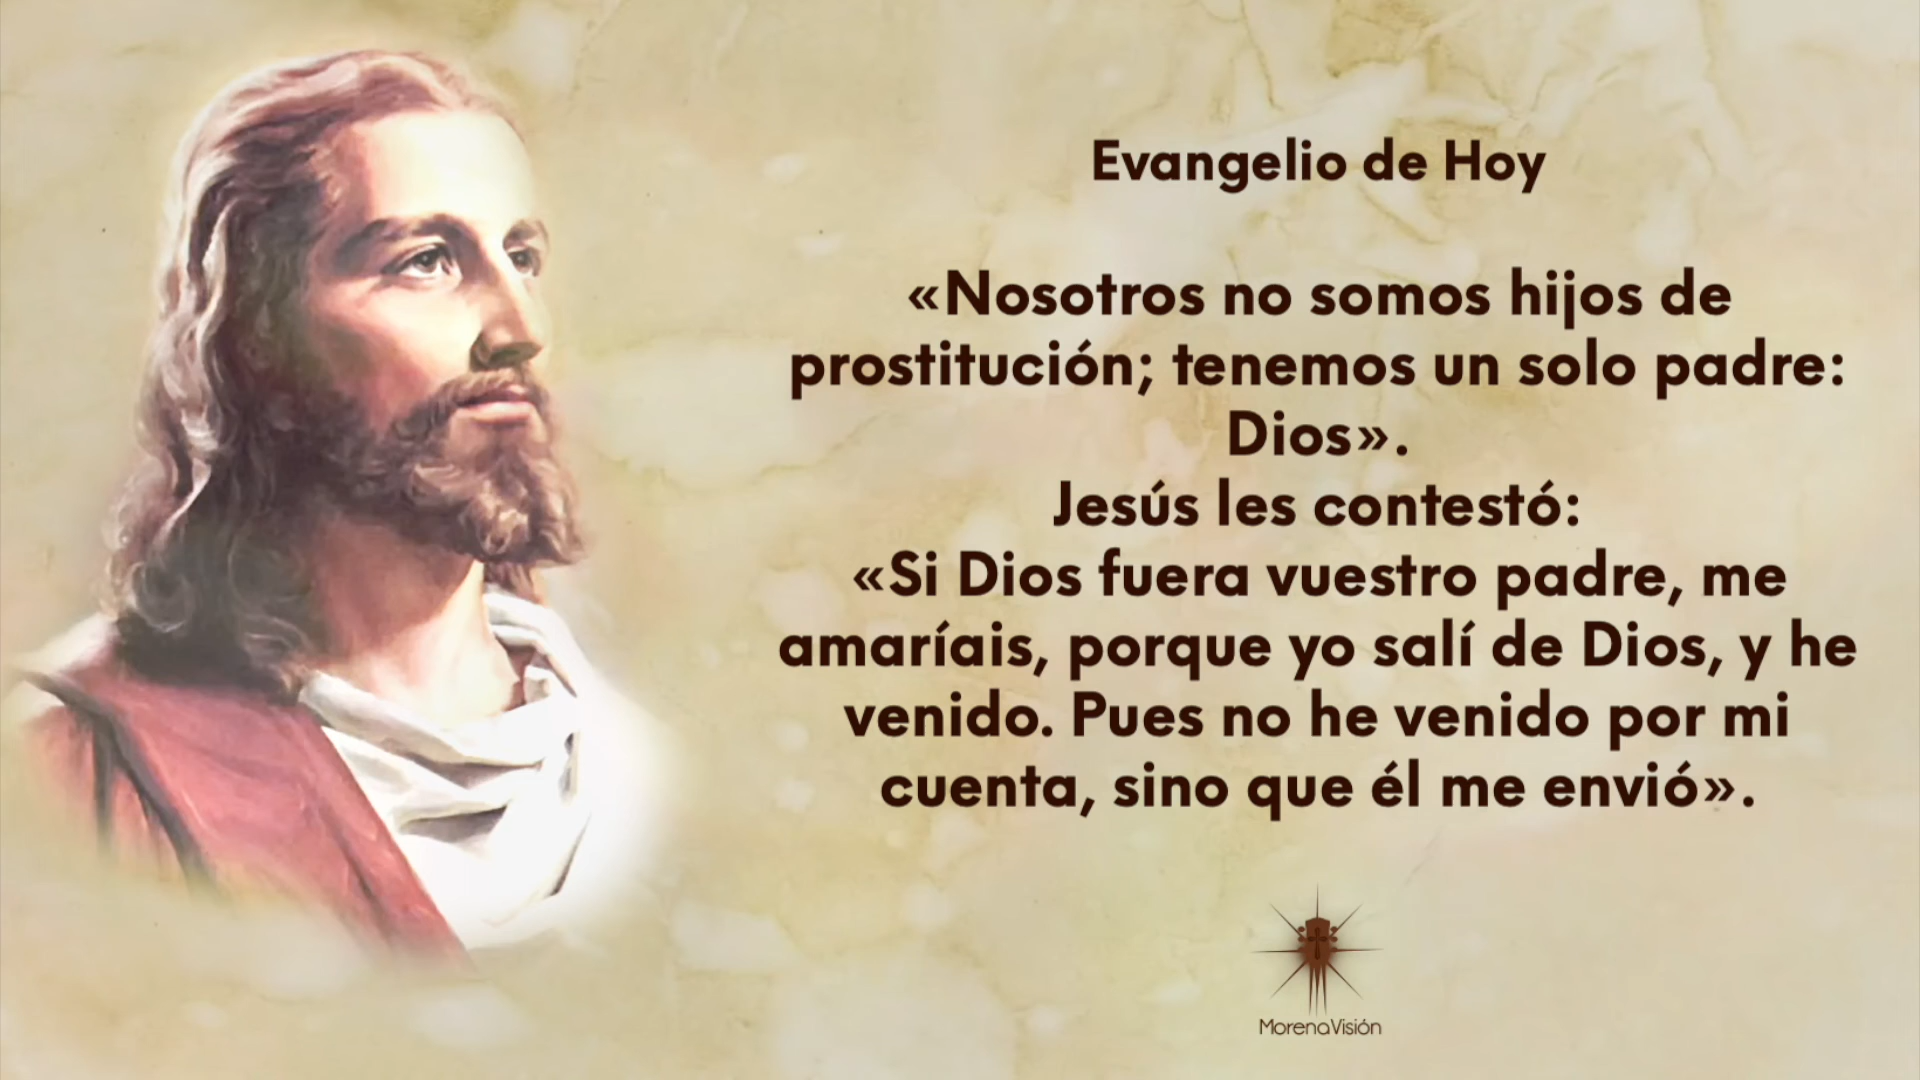 Evangelio de Hoy
«Nosotros no somos hijos de
prostitución; tenemos un solo padre:
Dios».
Jesús les contestó:
«Si Dios fuera vuestro padre, me
amaríais, porque yo salí de Dios, y he
venido. Pues no he venido por mi
cuenta, sino que él me envió».
MorenaVisión